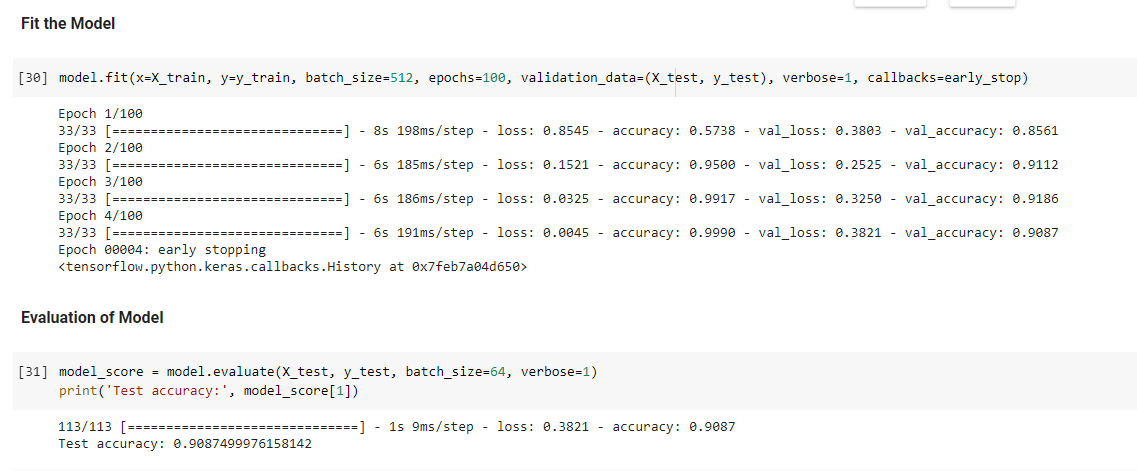 Fit the Model
[30] model.fit(x=X_train, y=y_train, batch_size=512, epochs=100, validation_data=(X_test, y_test), verbose=1, callbacks=early_stop)
Epoch 1/100
33/33 [==============================] - 8s 198ms/step - loss: 0.8545 - accuracy: 0.5738 - val_loss: 0.3803 - val_accuracy: 0.8561
Epoch 2/100
33/33 [==============================] - 6s 185ms/step - loss: 0.1521 - accuracy: 0.9500 - val_loss: 0.2525 - val_accuracy: 0.9112
Epoch 3/100
33/33 [==============================] - 6s 186ms/step - loss: 0.0325 - accuracy: 0.9917 - val_loss: 0.3250 - val_accuracy: 0.9186
Epoch 4/100
33/33 [==============================] - 6s 191ms/step - loss: 0.0045 - accuracy: 0.9990 - val_loss: 0.3821 - val_accuracy: 0.9087
Epoch 00004: early stopping
<tensorflow.python.keras.callbacks.History at 0x7feb7a04d650>
Evaluation of Model
[31] model_score = model.evaluate(X_test, y_test, batch_size=64, verbose=1)
print('Test accuracy:', model_score[1])
113/113 [==============================] - 1s 9ms/step - loss: 0.3821 - accuracy: 0.9087
Test accuracy: 0.9087499976158142